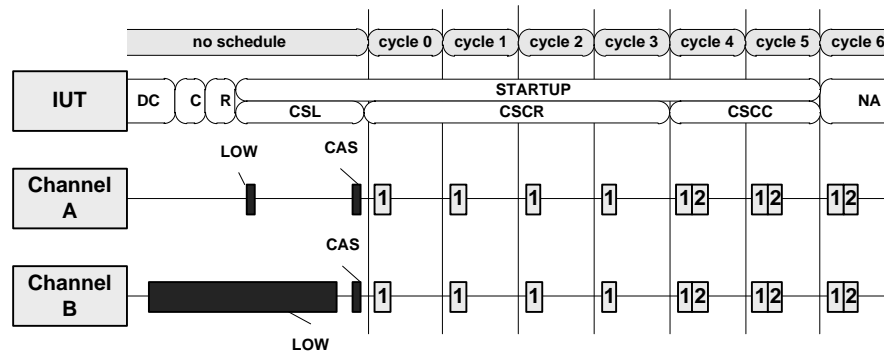 no schedule cycle 0 cycle 1 cycle 2 cycle 3 cycle 4 cycle 5 cycle 6
IUT DC C R STARTUP NA
CSL CSCR CSCC
LOW CAS
Channel A 1 1 1 1 1 2 1 2 1 2
CAS
Channel B 1 1 1 1 1 2 1 2 1 2
LOW